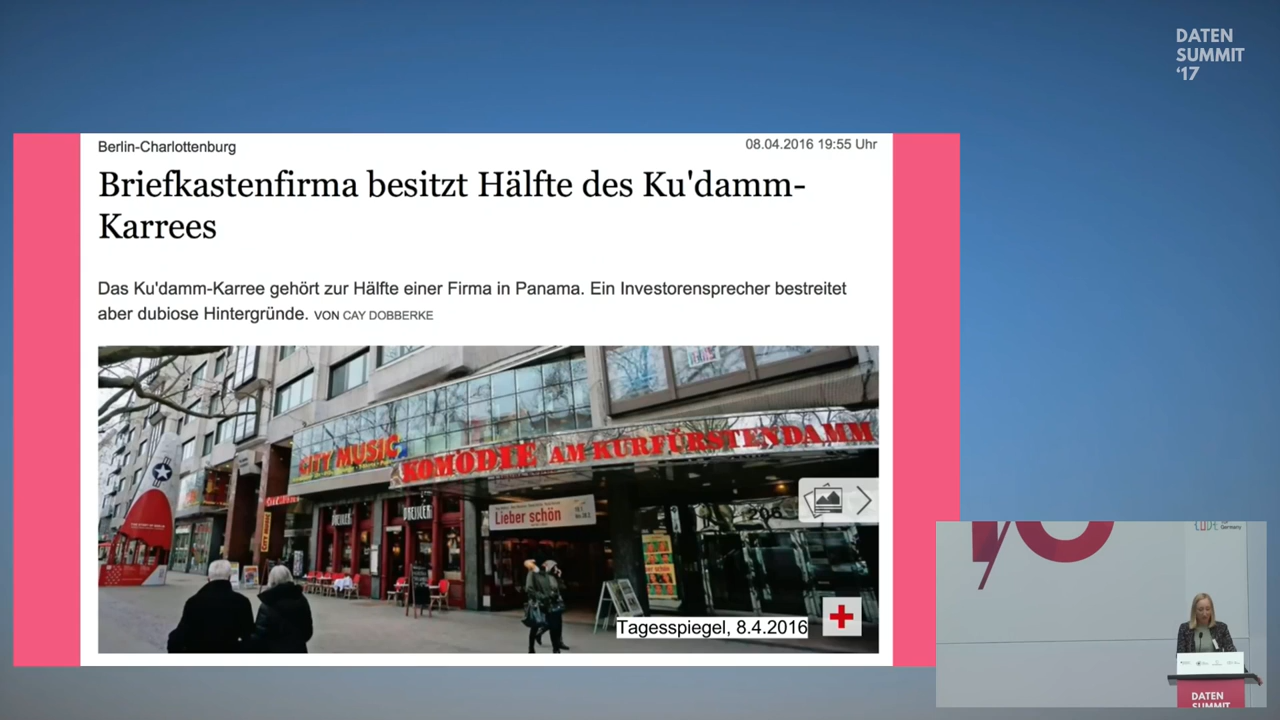 DATEN
SUMMIT
‘17
Berlin-Charlottenburg
08.04.2016 19:55 Uhr
Briefkastenfirma besitzt Hälfte des Ku'damm-
Karrees
Das Ku'damm-Karree gehört zur Hälfte einer Firma in Panama. Ein Investorensprecher bestreitet
aber dubiose Hintergründe. VON CAY DOBBERKE
CITY MUSIC
KOMÖDIE AM KURFÜRSTENDAMM
206
Lieber schön
Tagesspiegel, 8.4.2016
Germany
DATEN
SUMMIT